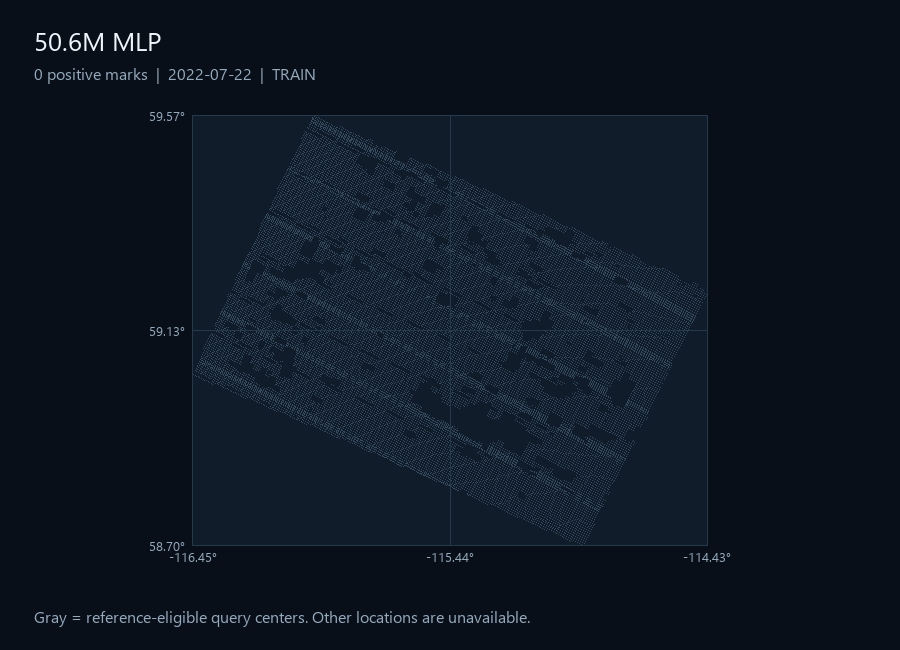 50.6M MLP
0 positive marks | 2022-07-22 | TRAIN
59.57°
59.13°
58.70°
-116.45°
-115.44°
-114.43°
Gray = reference-eligible query centers. Other locations are unavailable.